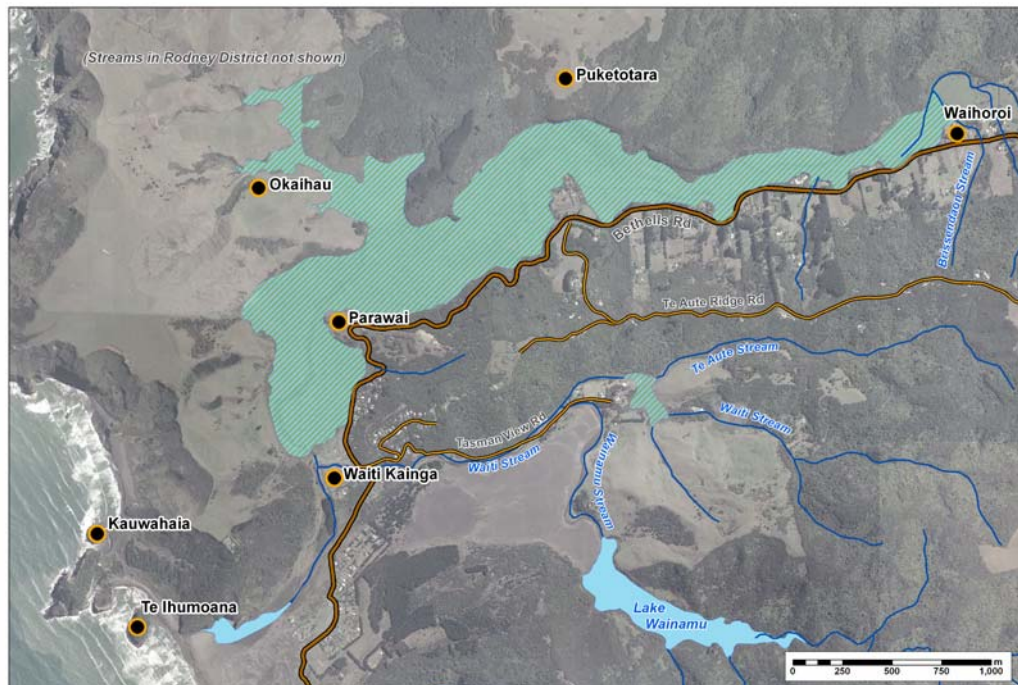 (Streams in Rodney District not shown)
Puketotara
Waihoroi
Okaihau
Bethells Rd
Brissendaon Stream
Te Aute Ridge Rd
Parawai
Te Aute Stream
Waiti Stream
Tasman View Rd
Waiti Stream
Wainamu Stream
Waiti Kainga
Kauwahaia
Te Ihumoana
Lake
Wainamu
m
0 250 500 750 1,000